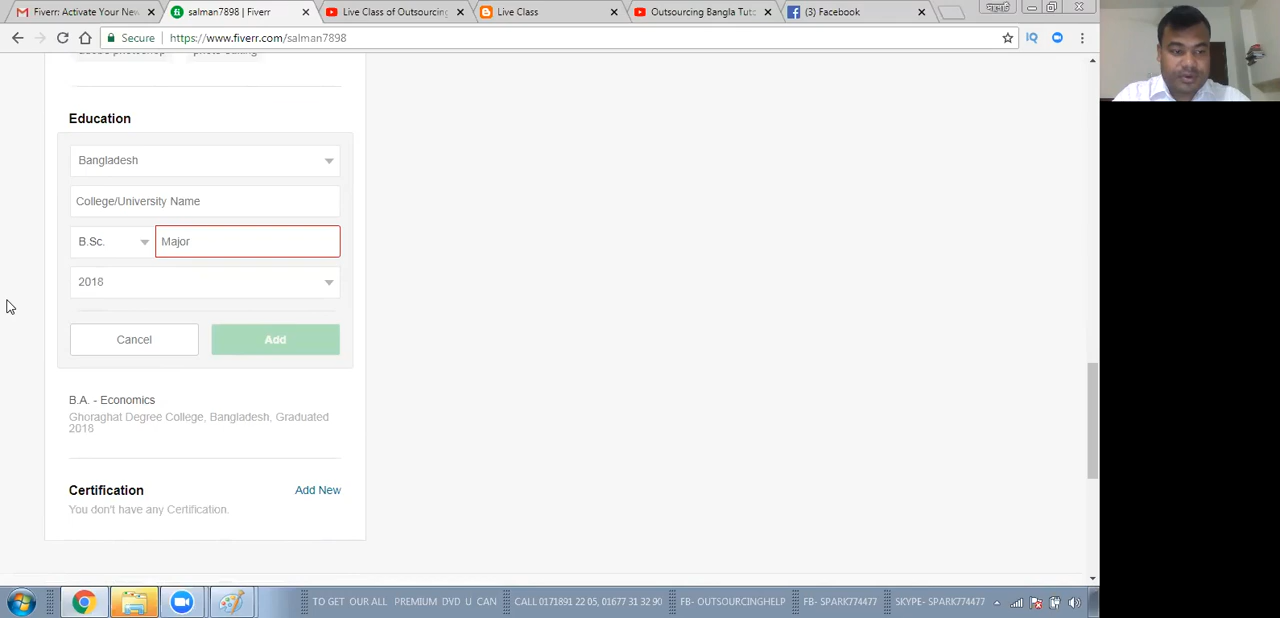 Fiverr: Activate Your New
salman7898 | Fiverr
Live Class of Outsourcing
Live Class
Outsourcing Bangla Tuto
(3) Facebook
Secure
https://www.fiverr.com/salman7898
Education
Bangladesh
College/University Name
B.Sc.
Major
2018
Cancel
Add
B.A. - Economics
Ghoraghat Degree College, Bangladesh, Graduated
2018
Certification
Add New
You don't have any Certification.
TO GET OUR ALL PREMIUM DVD U CAN
CALL 0171891 22 05, 01677 31 32 90
FB- OUTSOURCINGHELP
FB- SPARK774477
SKYPE- SPARK774477